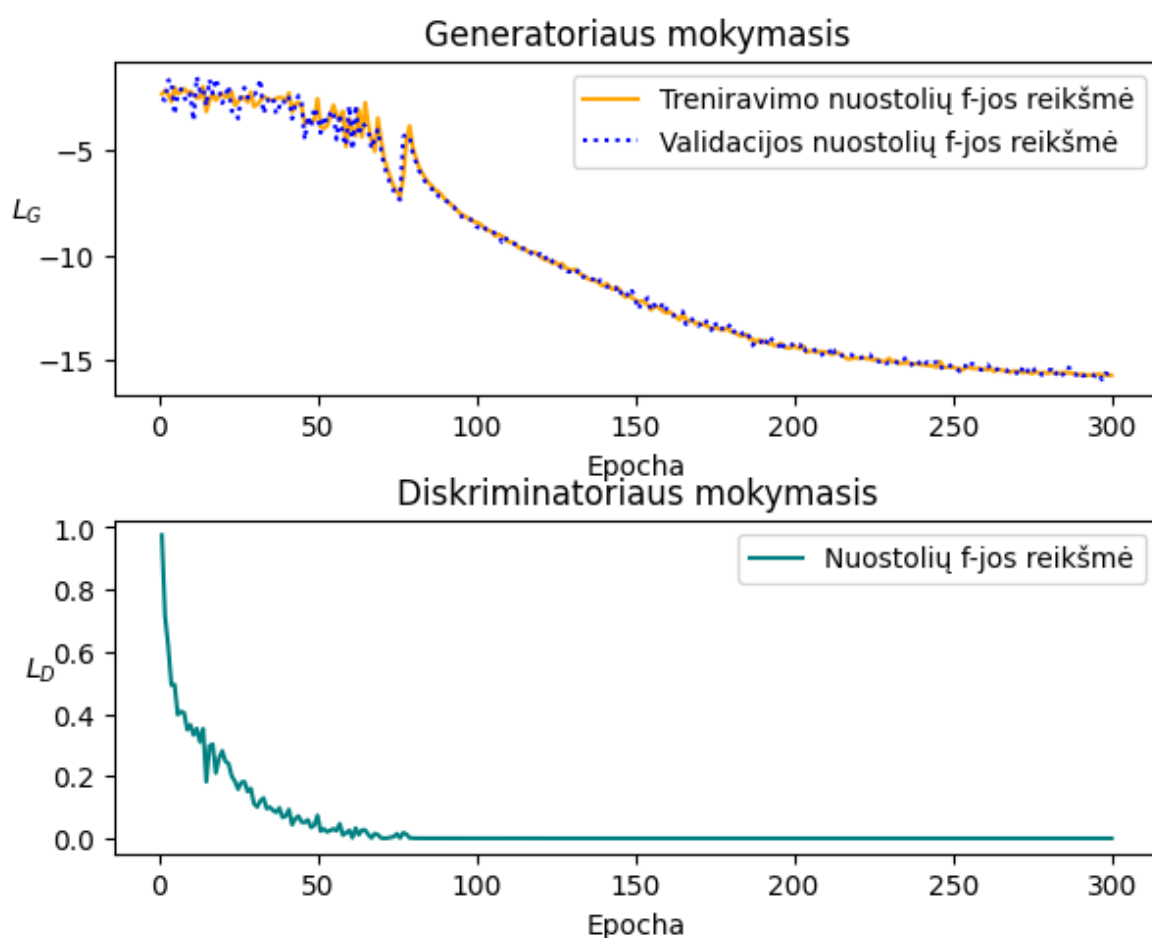 Generatoriaus mokymasis
Treniravimo nuostolių f-jos reikšmė
Validacijos nuostolių f-jos reikšmė
L_G
−5
−10
−15
0 50 100 150 200 250 300
Epocha
Diskriminatoriaus mokymasis
Nuostolių f-jos reikšmė
L_D
1.0
0.8
0.6
0.4
0.2
0.0
0 50 100 150 200 250 300
Epocha